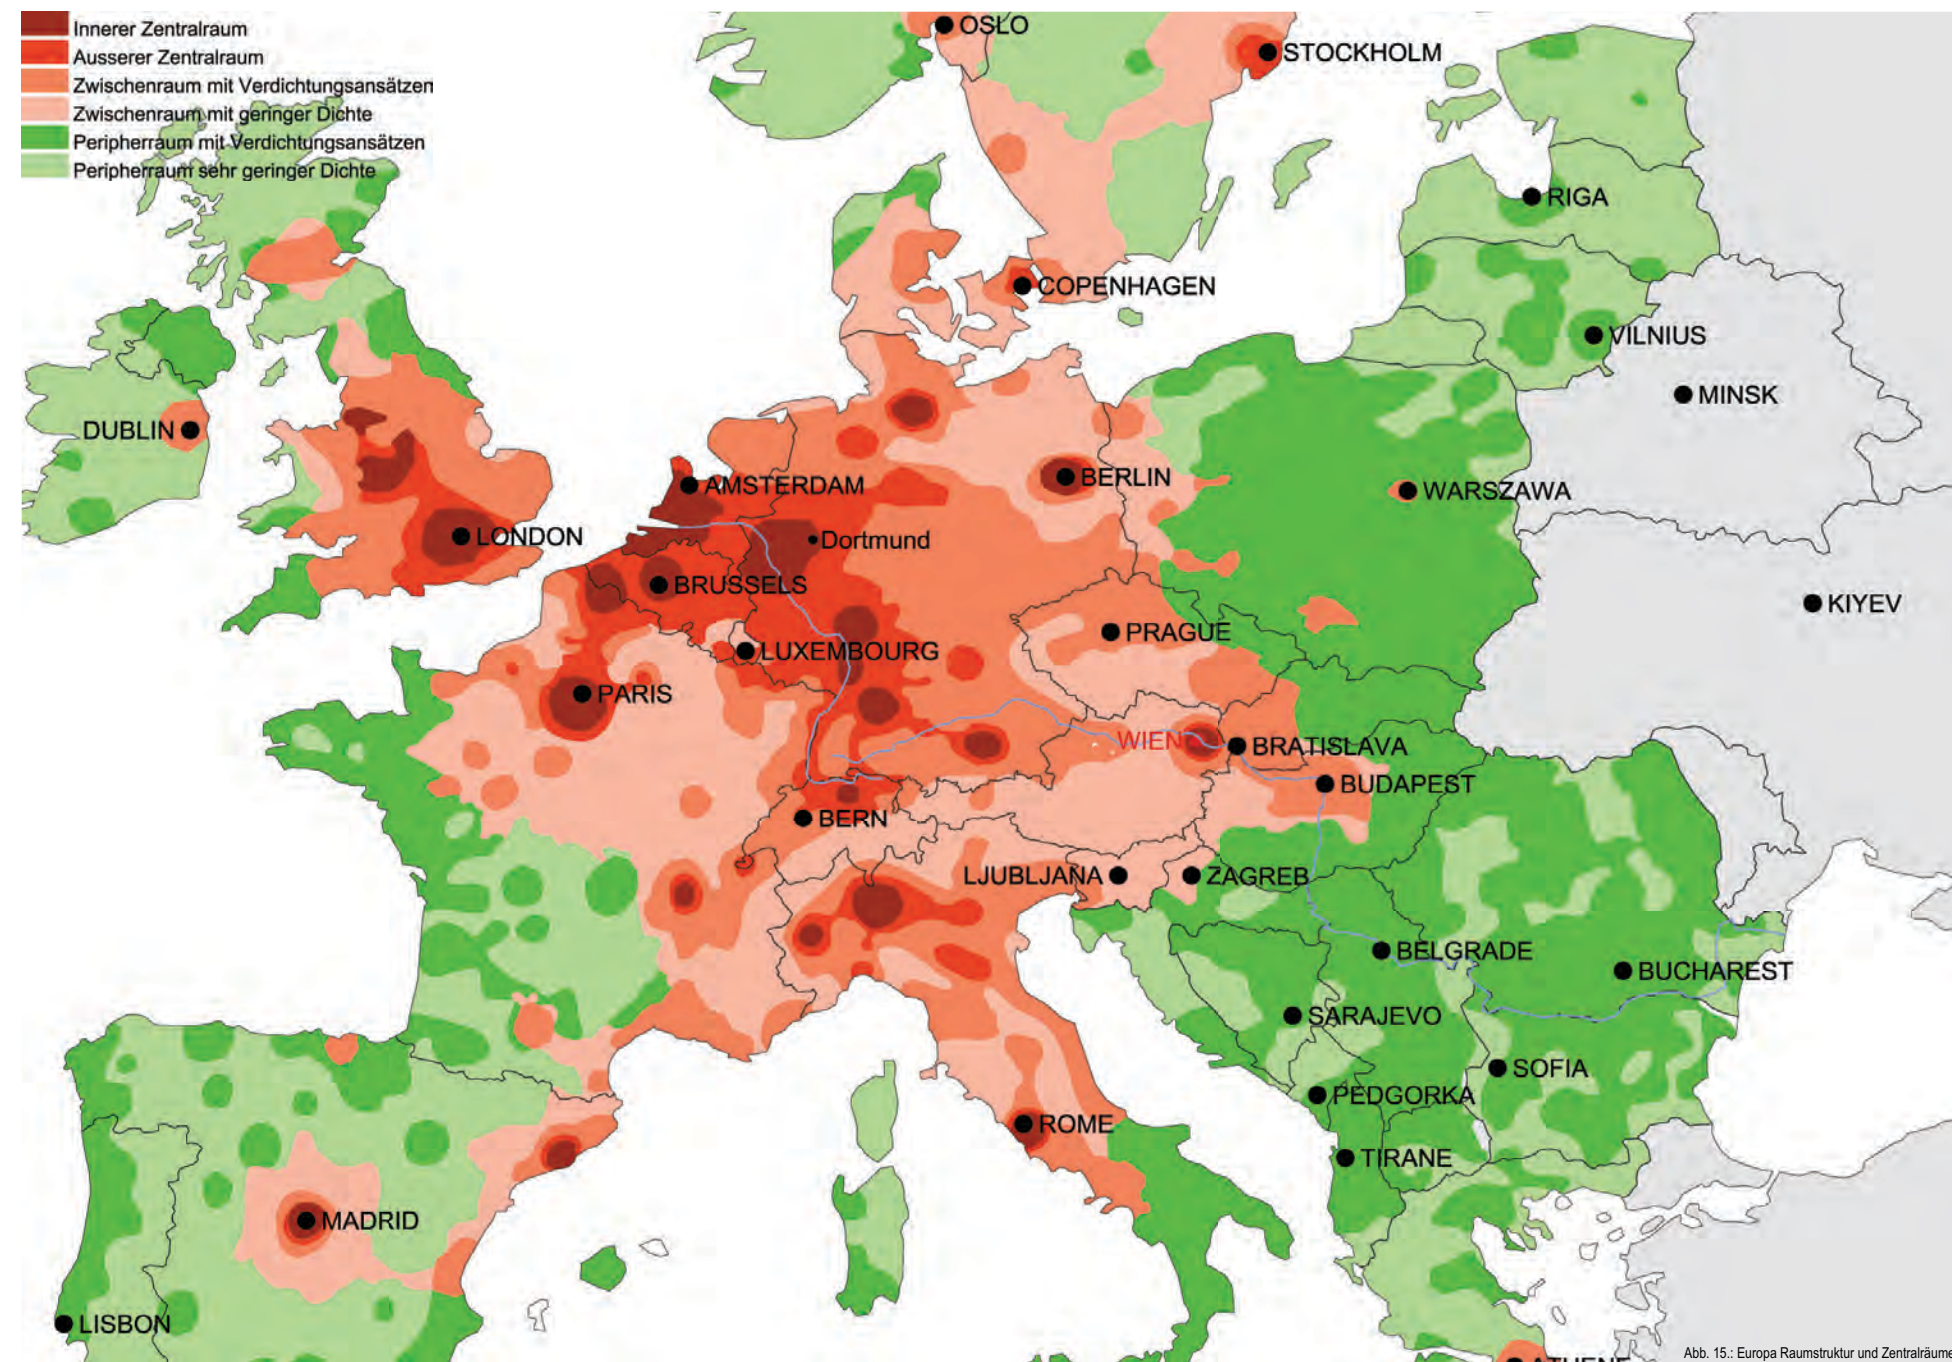 Innerer Zentralraum
Ausserer Zentralraum
Zwischenraum mit Verdichtungsansätzen
Zwischenraum mit geringer Dichte
Peripherraum mit Verdichtungsansätzen
Peripherraum sehr geringer Dichte
OSLO
STOCKHOLM
RIGA
COPENHAGEN
VILNIUS
MINSK
DUBLIN
BERLIN
AMSTERDAM
WARSZAWA
LONDON
Dortmund
BRUSSELS
KIYEV
PRAGUE
LUXEMBOURG
PARIS
WIEN
BRATISLAVA
BUDAPEST
BERN
LJUBLJANA
ZAGREB
BELGRADE
BUCHAREST
SARAJEVO
SOFIA
PEDGORKA
ROME
TIRANE
MADRID
LISBON
ATHENE
Abb. 15.: Europa Raumstruktur und Zentralräume